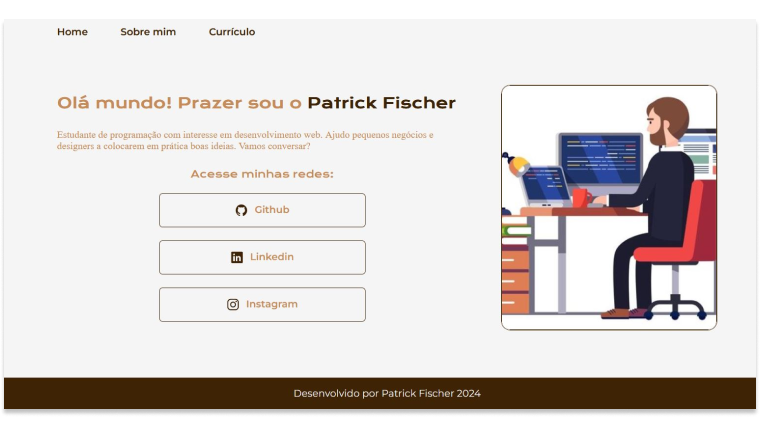 Home Sobre mim Currículo
Olá mundo! Prazer sou o Patrick Fischer
Estudante de programação com interesse em desenvolvimento web. Ajudo pequenos negócios e
designers a colocarem em prática boas ideias. Vamos conversar?
Acesse minhas redes:
Github
Linkedin
Instagram
Desenvolvido por Patrick Fischer 2024